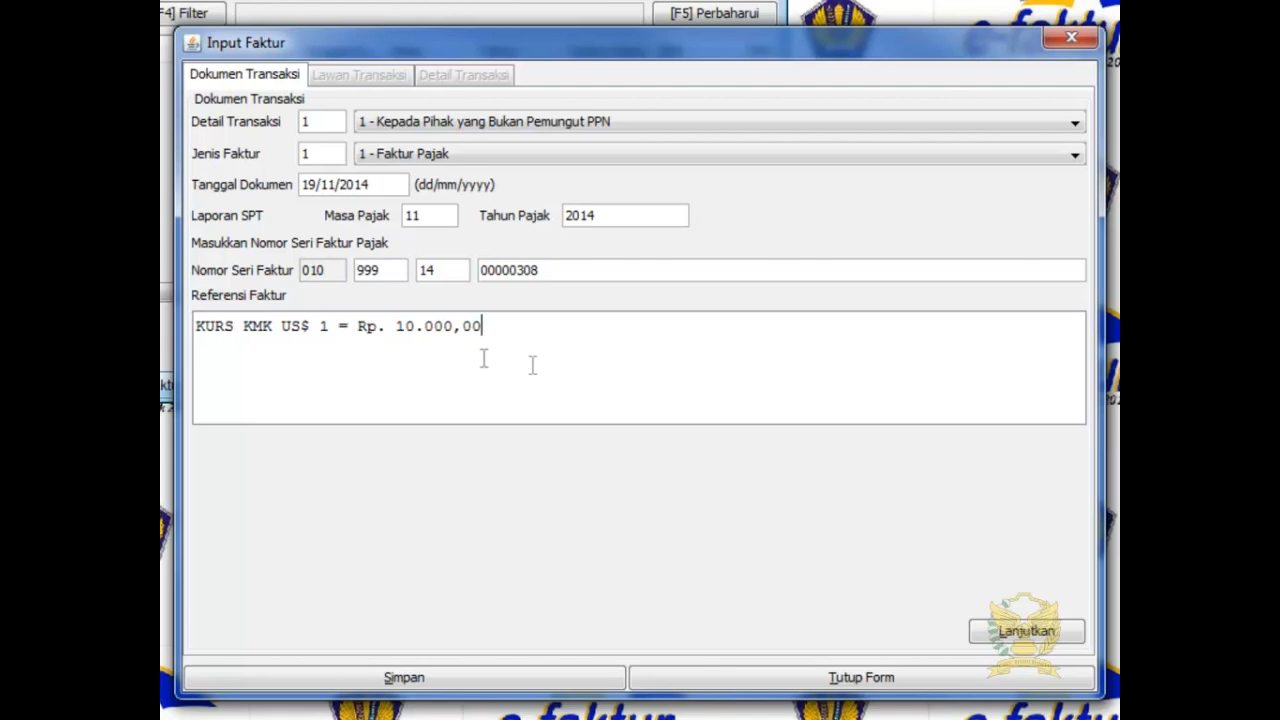 F4] Filter
[F5] Perbaharui
Input Faktur
Dokumen Transaksi Lawan Transaksi Detail Transaksi
Dokumen Transaksi
Detail Transaksi 1 1 - Kepada Pihak yang Bukan Pemungut PPN
Jenis Faktur 1 1 - Faktur Pajak
Tanggal Dokumen 19/11/2014 (dd/mm/yyyy)
Laporan SPT Masa Pajak 11 Tahun Pajak 2014
Masukkan Nomor Seri Faktur Pajak
Nomor Seri Faktur 010 999 14 00000308
Referensi Faktur
KURS KMK US$ 1 = Rp. 10.000,00
Lanjutkan
Simpan Tutup Form
e-faktur